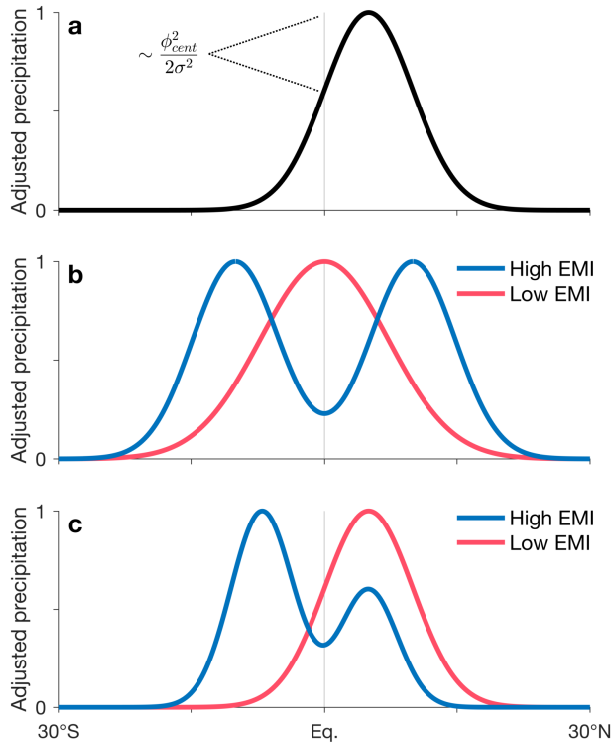 a
Adjusted precipitation
1
0
∼ ϕ²cent / 2σ²
b
Adjusted precipitation
1
0
High EMI
Low EMI
c
Adjusted precipitation
1
0
High EMI
Low EMI
30°S Eq. 30°N